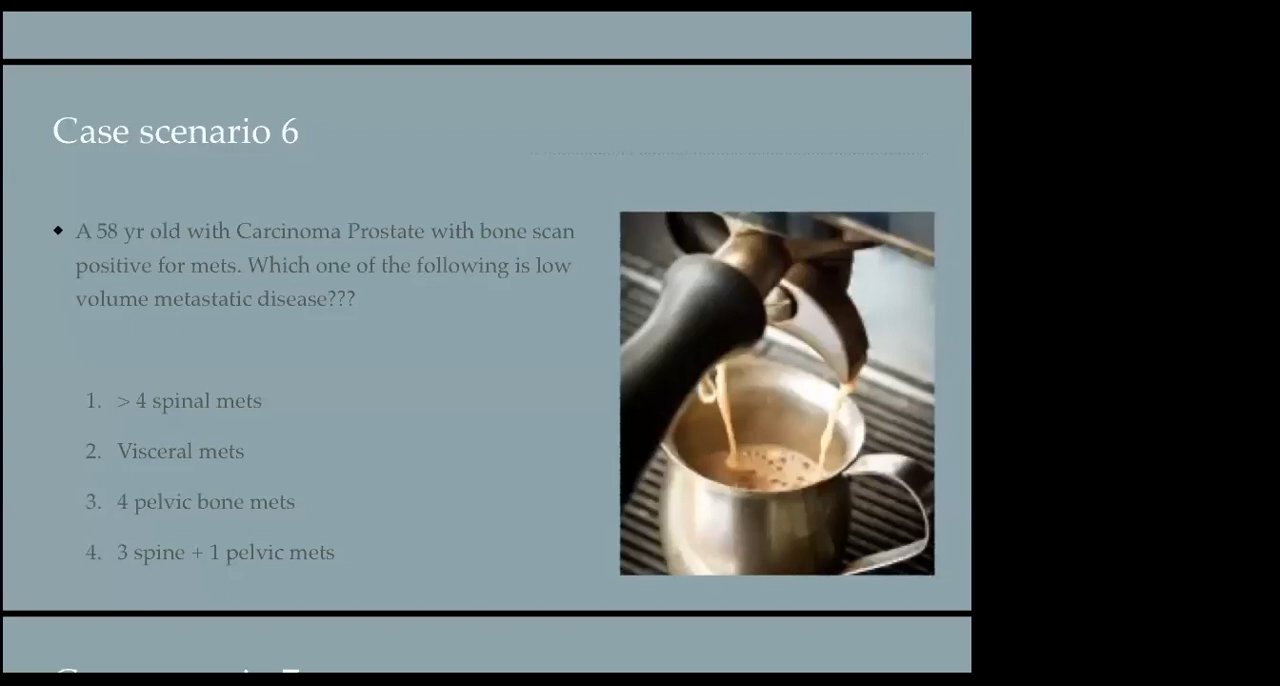 Case scenario 6
A 58 yr old with Carcinoma Prostate with bone scan
positive for mets. Which one of the following is low
volume metastatic disease???
1. > 4 spinal mets
2. Visceral mets
3. 4 pelvic bone mets
4. 3 spine + 1 pelvic mets